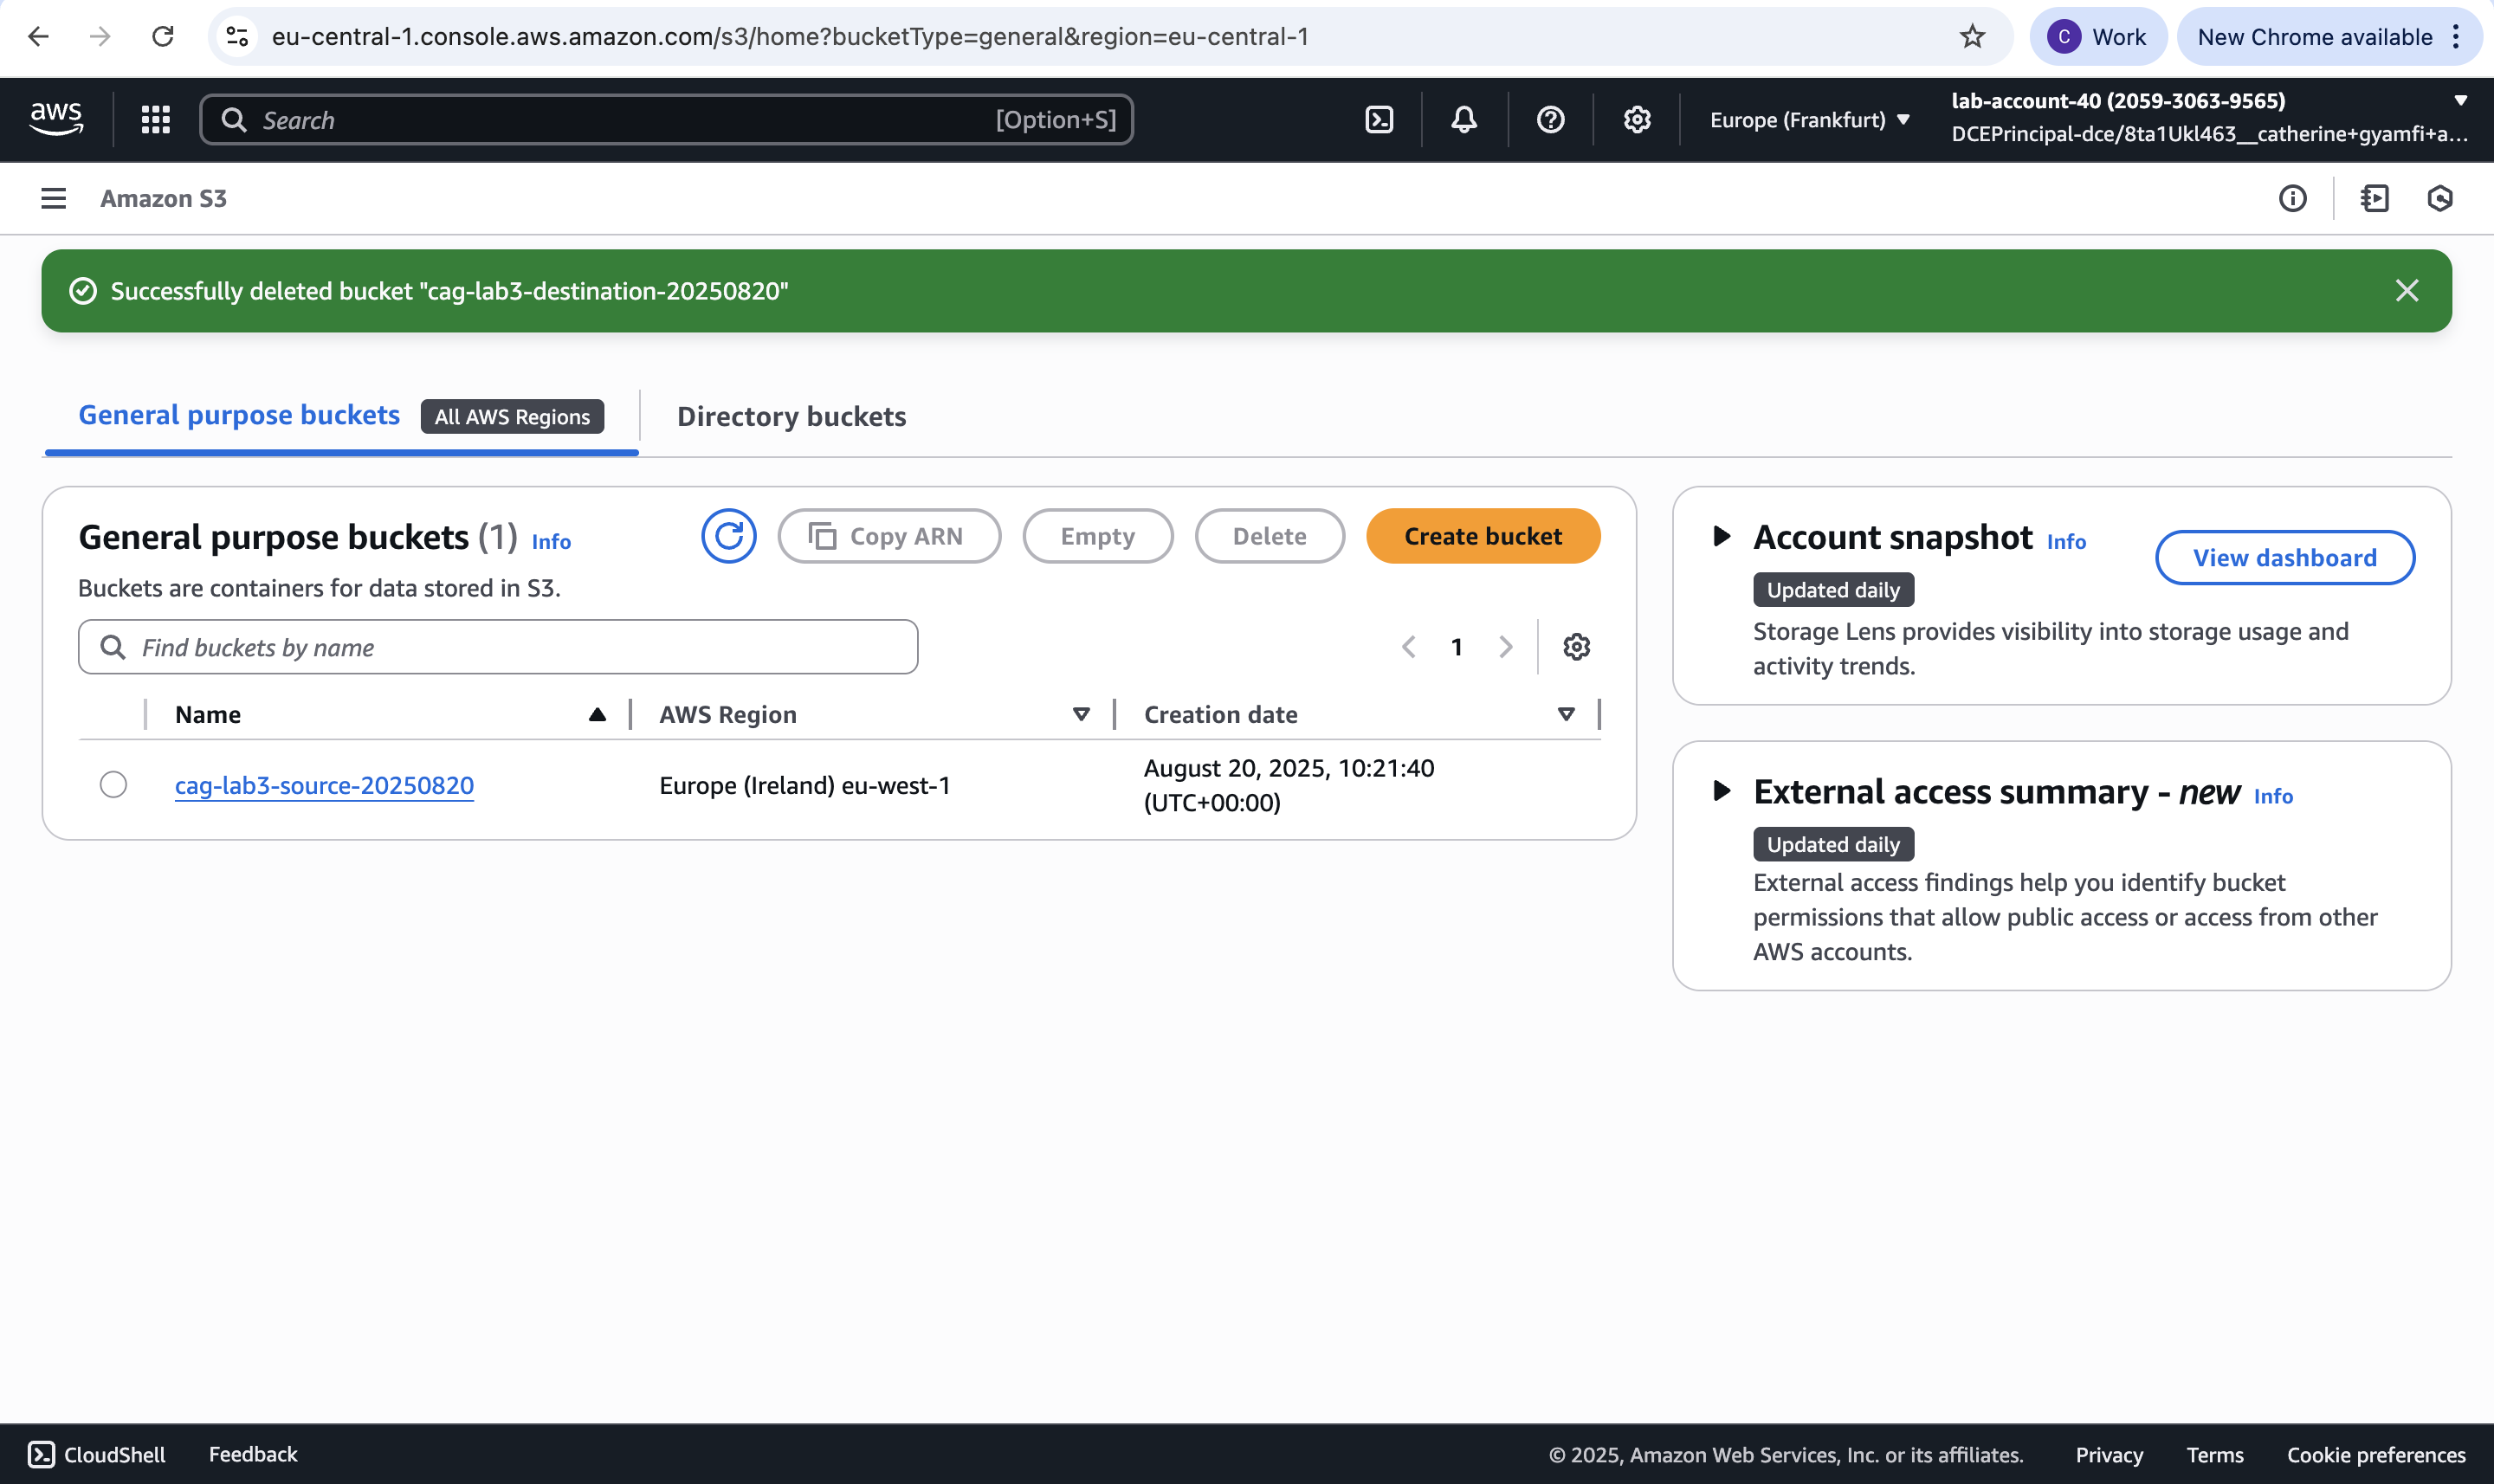 eu-central-1.console.aws.amazon.com/s3/home?bucketType=general&region=eu-central-1
C Work
New Chrome available
aws
Search
[Option+S]
Europe (Frankfurt)
lab-account-40 (2059-3063-9565)
DCEPrincipal-dce/8ta1Ukl463__catherine+gyamfi+a...
Amazon S3
Successfully deleted bucket "cag-lab3-destination-20250820"
General purpose buckets All AWS Regions
Directory buckets
General purpose buckets (1) Info
Copy ARN
Empty
Delete
Create bucket
Buckets are containers for data stored in S3.
Find buckets by name
1
Name
AWS Region
Creation date
cag-lab3-source-20250820
Europe (Ireland) eu-west-1
August 20, 2025, 10:21:40
(UTC+00:00)
Account snapshot Info
View dashboard
Updated daily
Storage Lens provides visibility into storage usage and
activity trends.
External access summary - new Info
Updated daily
External access findings help you identify bucket
permissions that allow public access or access from other
AWS accounts.
CloudShell
Feedback
© 2025, Amazon Web Services, Inc. or its affiliates.
Privacy
Terms
Cookie preferences